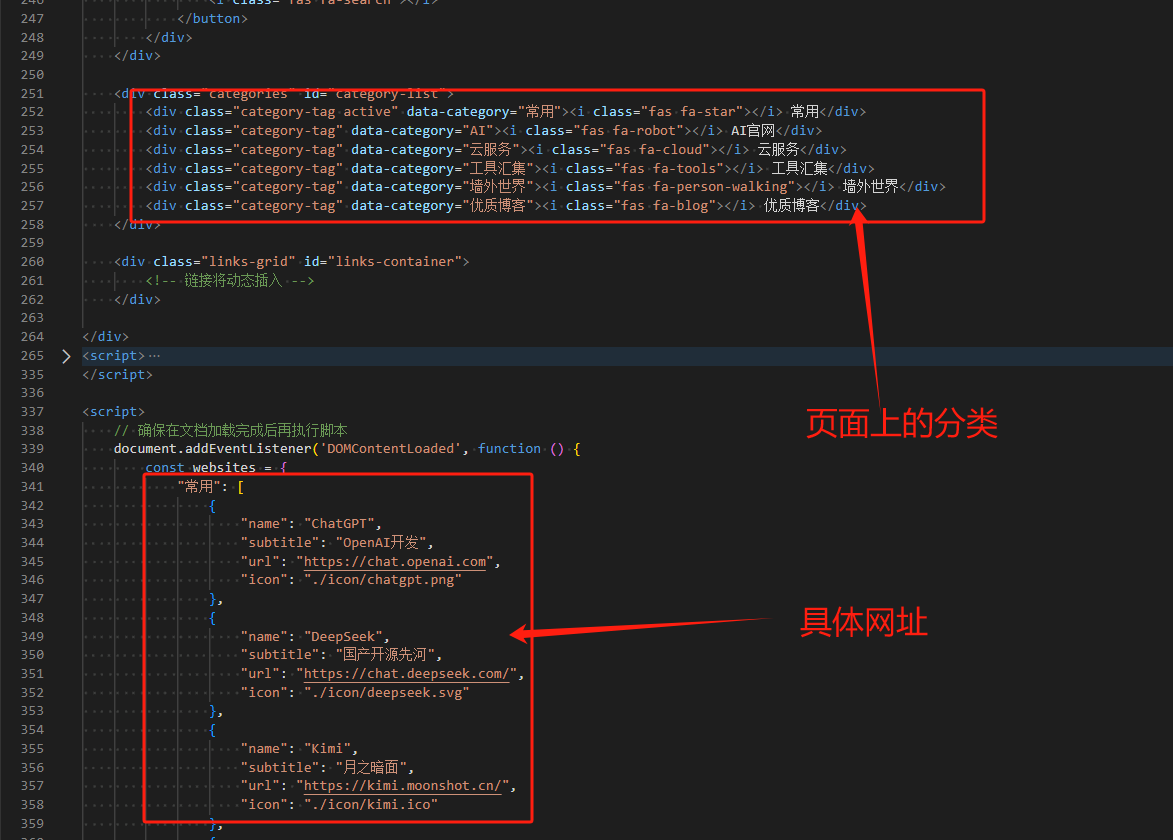 246 <i class="fas fa-search"></i>
247 </button>
248 </div>
249 </div>
250
251 <div class="categories" id="category-list">
252 <div class="category-tag active" data-category="常用"><i class="fas fa-star"></i> 常用</div>
253 <div class="category-tag" data-category="AI"><i class="fas fa-robot"></i> AI官网</div>
254 <div class="category-tag" data-category="云服务"><i class="fas fa-cloud"></i> 云服务</div>
255 <div class="category-tag" data-category="工具汇集"><i class="fas fa-tools"></i> 工具汇集</div>
256 <div class="category-tag" data-category="墙外世界"><i class="fas fa-person-walking"></i> 墙外世界</div>
257 <div class="category-tag" data-category="优质博客"><i class="fas fa-blog"></i> 优质博客</div>
258 </div>
259
260 <div class="links-grid" id="links-container">
261 <!-- 链接将动态插入 -->
262 </div>
263
264 </div>
265 <script>…
335 </script>
336
337 <script>
338 // 确保在文档加载完成后再执行脚本
339 document.addEventListener('DOMContentLoaded', function () {
340 const websites = {
341 "常用": [
342 {
343 "name": "ChatGPT",
344 "subtitle": "OpenAI开发",
345 "url": "https://chat.openai.com",
346 "icon": "./icon/chatgpt.png"
347 },
348 {
349 "name": "DeepSeek",
350 "subtitle": "国产开源先河",
351 "url": "https://chat.deepseek.com/",
352 "icon": "./icon/deepseek.svg"
353 },
354 {
355 "name": "Kimi",
356 "subtitle": "月之暗面",
357 "url": "https://kimi.moonshot.cn/",
358 "icon": "./icon/kimi.ico"
359 },
页面上的分类
具体网址